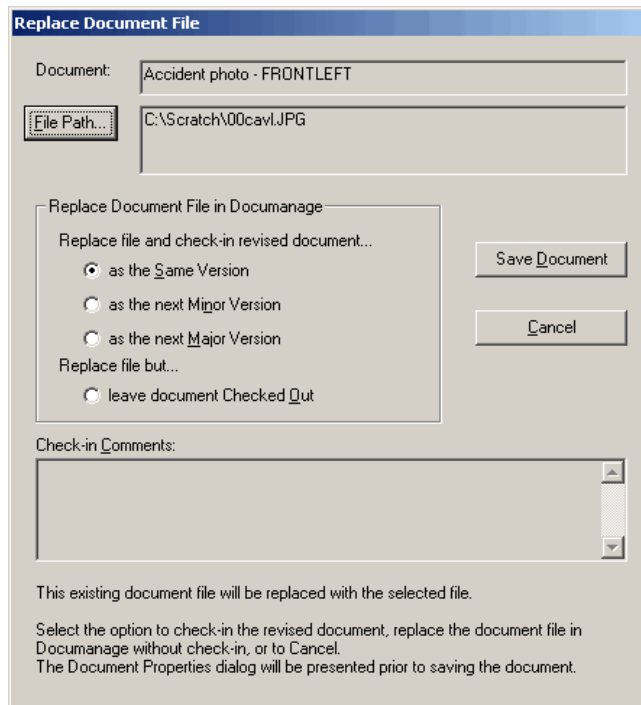 Replace Document File
Document:
Accident photo - FRONTLEFT
File Path...
C:\Scratch\00cavl.JPG
Replace Document File in Documanage
Replace file and check-in revised document...
as the Same Version
as the next Minor Version
as the next Major Version
Replace file but...
leave document Checked Out
Save Document
Cancel
Check-in Comments:
This existing document file will be replaced with the selected file.
Select the option to check-in the revised document, replace the document file in
Documanage without check-in, or to Cancel.
The Document Properties dialog will be presented prior to saving the document.